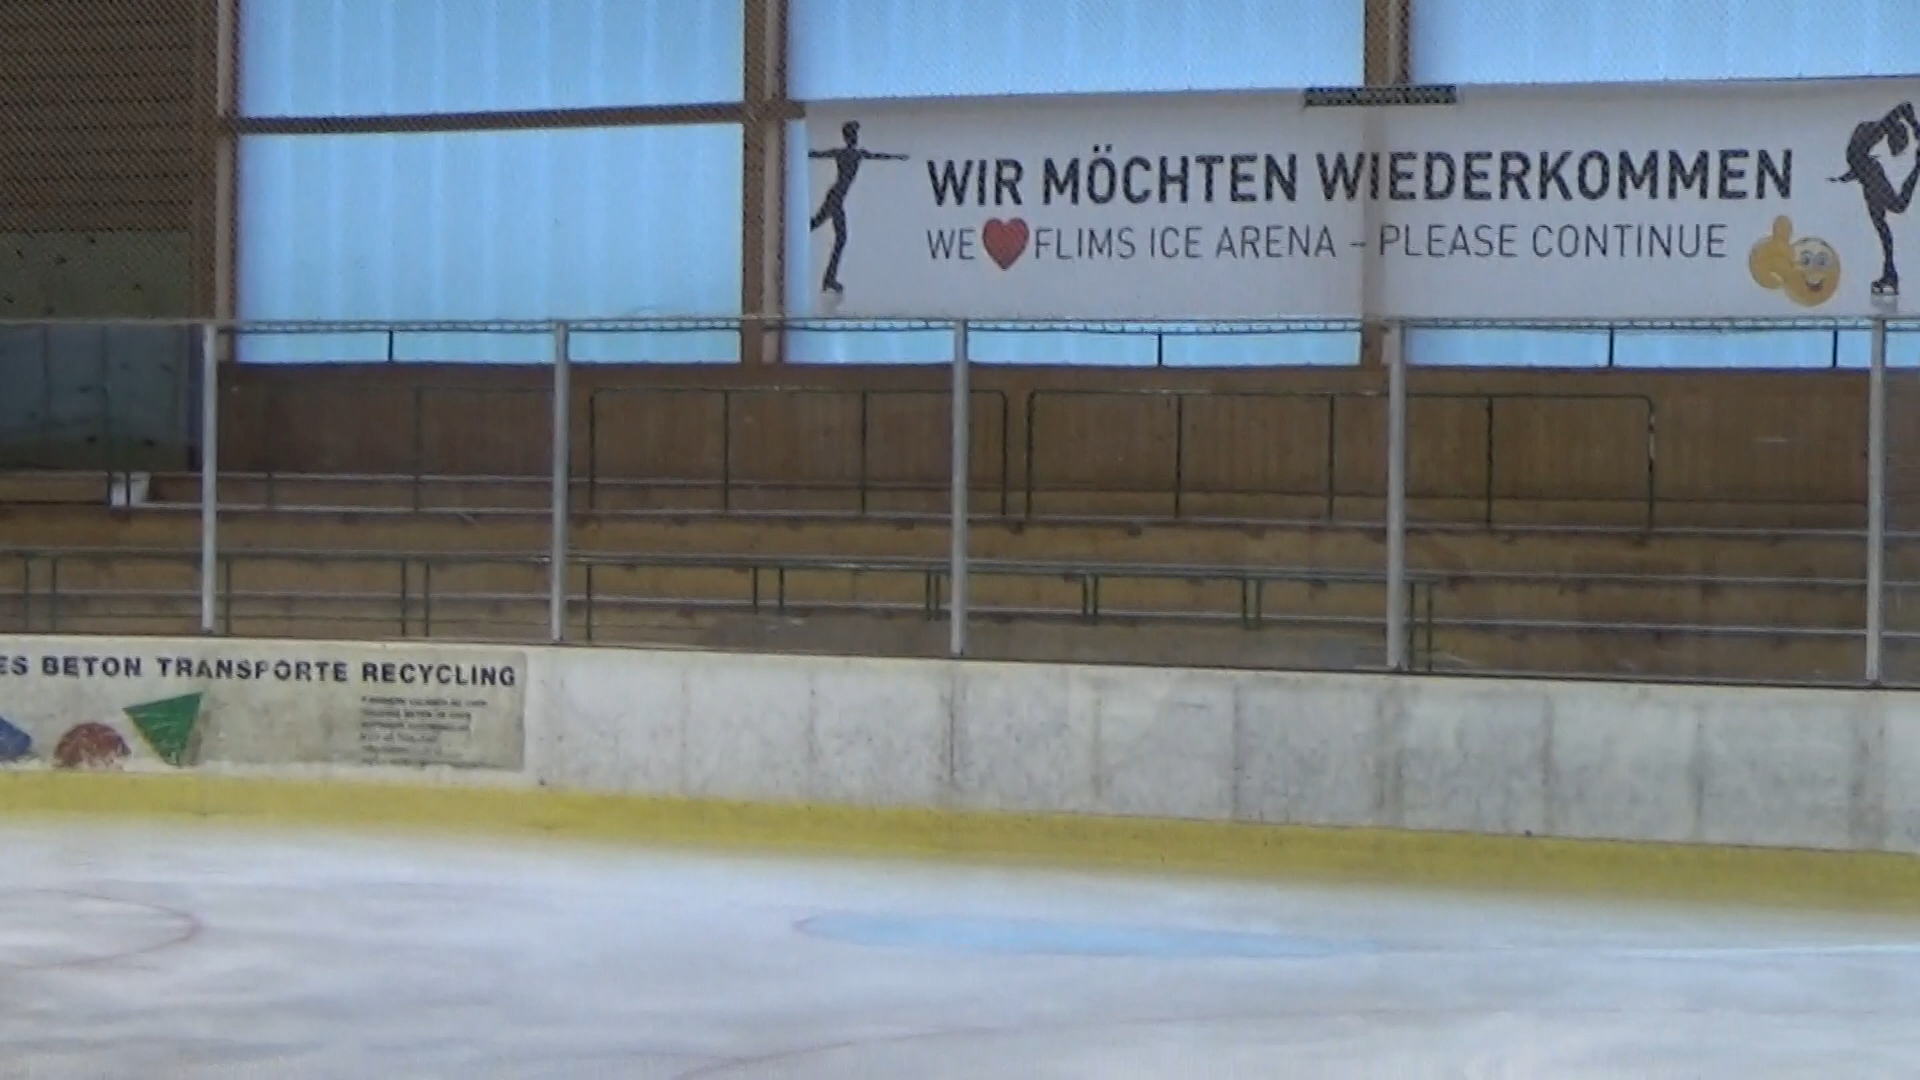 WIR MÖCHTEN WIEDERKOMMEN
WE FLIMS ICE ARENA – PLEASE CONTINUE
ES BETON TRANSPORTE RECYCLING